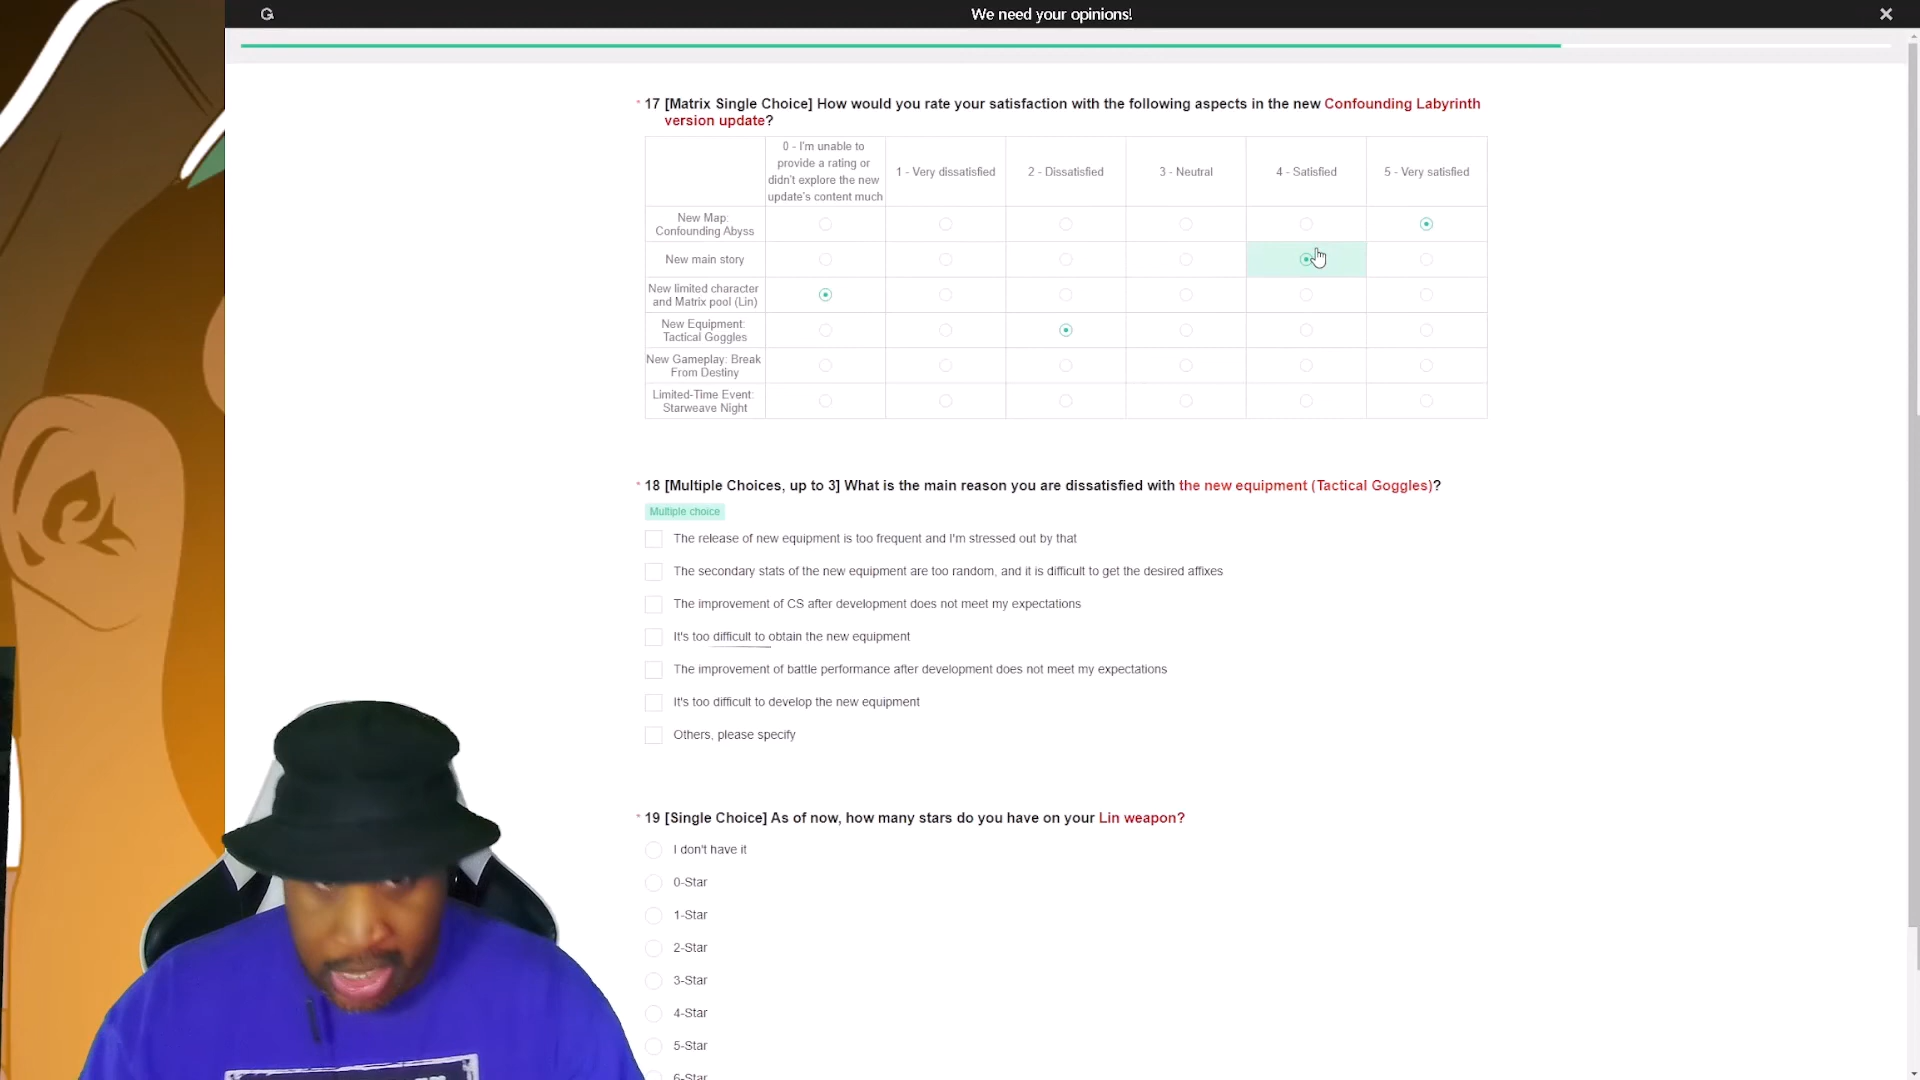 We need your opinions!
* 17 [Matrix Single Choice] How would you rate your satisfaction with the following aspects in the new Confounding Labyrinth
version update?
0 - I'm unable to
provide a rating or
didn't explore the new
update's content much
1 - Very dissatisfied
2 - Dissatisfied
3 - Neutral
4 - Satisfied
5 - Very satisfied
New Map:
Confounding Abyss
New main story
New limited character
and Matrix pool (Lin)
New Equipment:
Tactical Goggles
New Gameplay: Break
From Destiny
Limited-Time Event:
Starweave Night
* 18 [Multiple Choices, up to 3] What is the main reason you are dissatisfied with the new equipment (Tactical Goggles)?
Multiple choice
The release of new equipment is too frequent and I'm stressed out by that
The secondary stats of the new equipment are too random, and it is difficult to get the desired affixes
The improvement of CS after development does not meet my expectations
It's too difficult to obtain the new equipment
The improvement of battle performance after development does not meet my expectations
It's too difficult to develop the new equipment
Others, please specify
* 19 [Single Choice] As of now, how many stars do you have on your Lin weapon?
I don't have it
0-Star
1-Star
2-Star
3-Star
4-Star
5-Star
6-Star